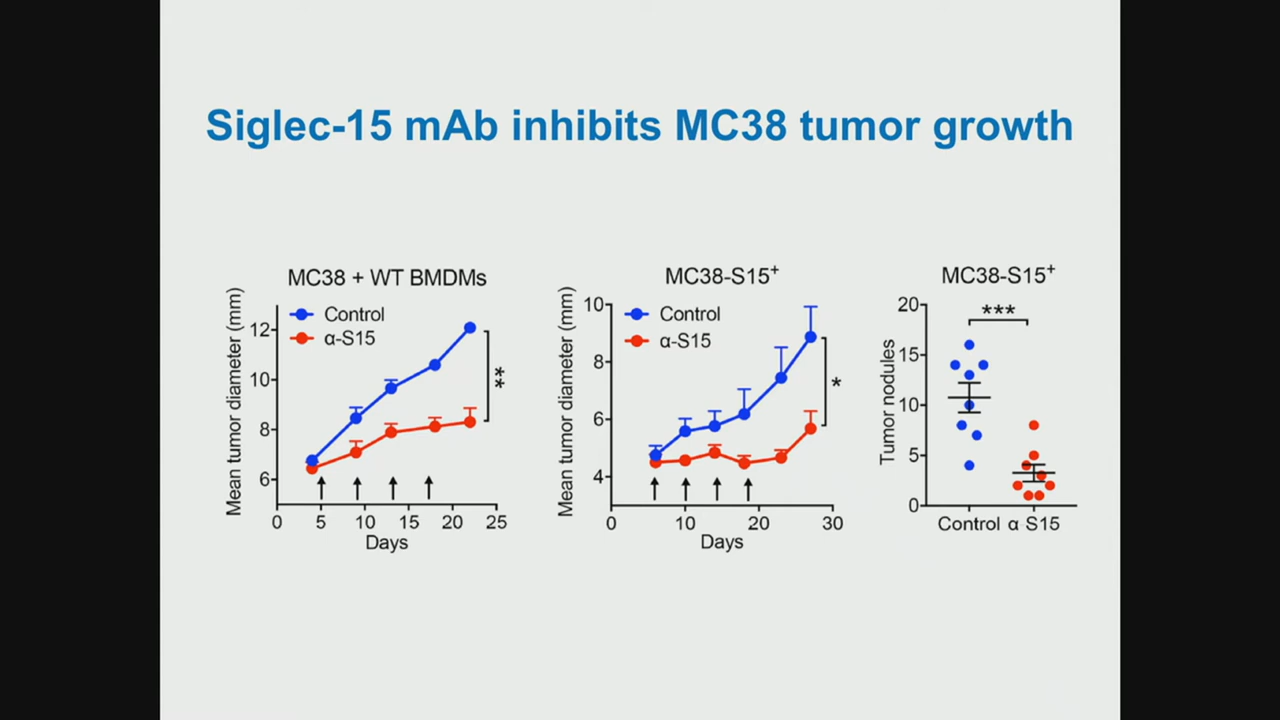 Siglec-15 mAb inhibits MC38 tumor growth
MC38 + WT BMDMs
Mean tumor diameter (mm)
Control
α-S15
12
10
8
6
**
0 5 10 15 20 25
Days
MC38-S15⁺
Mean tumor diameter (mm)
Control
α-S15
10
8
6
4
*
0 10 20 30
Days
MC38-S15⁺
Tumor nodules
20
15
10
5
0
***
Control α S15